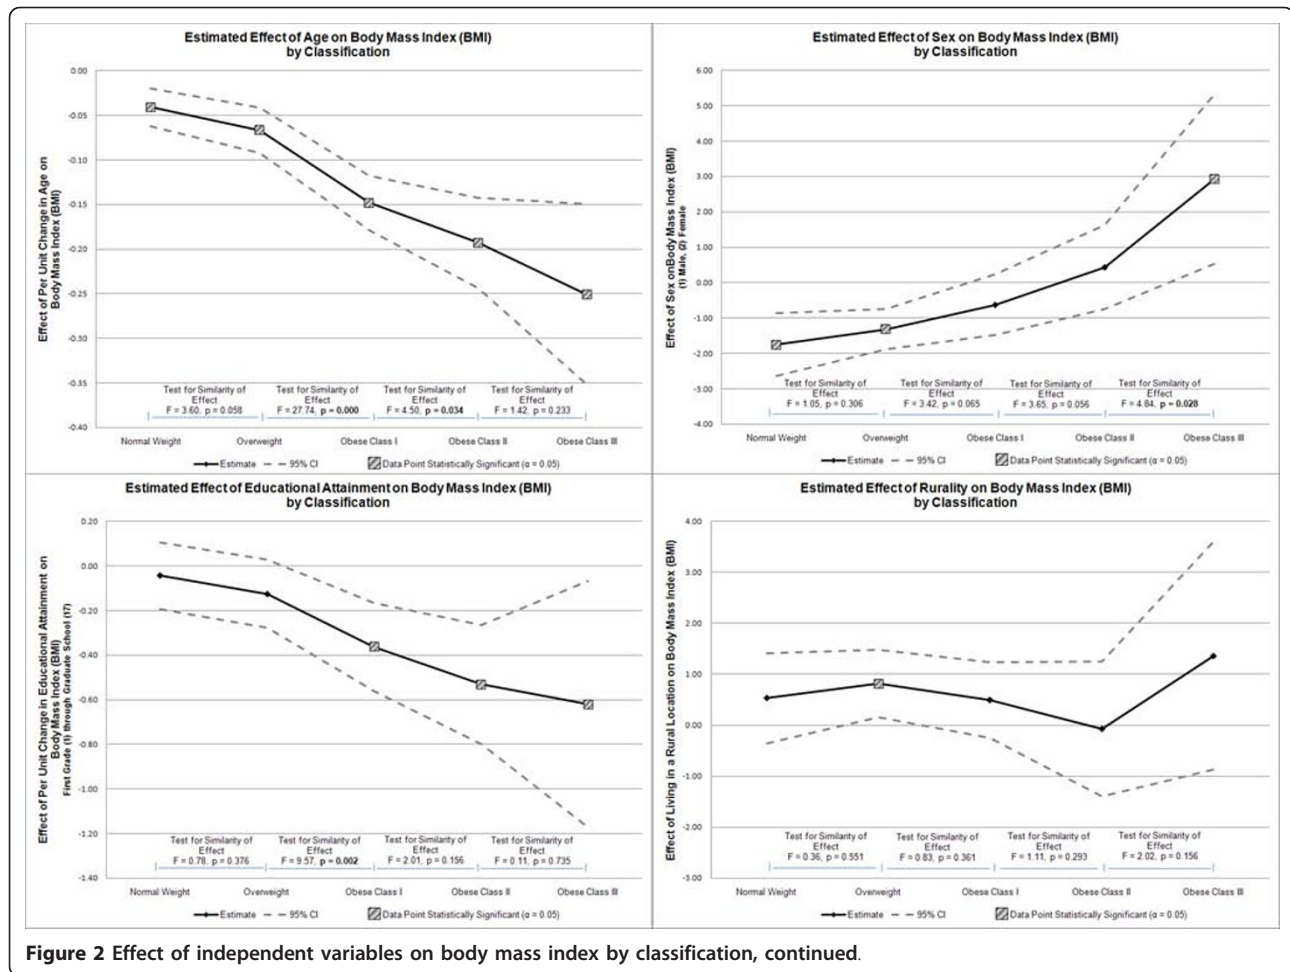 Estimated Effect of Age on Body Mass Index (BMI)
by Classification
Effect of Per Unit Change in Age on
Body Mass Index (BMI)
0.00
-0.05
-0.10
-0.15
-0.20
-0.25
-0.30
-0.35
-0.40
Test for Similarity of
Effect
F = 3.60, p = 0.058
Test for Similarity of
Effect
F = 27.74, p = 0.000
Test for Similarity of
Effect
F = 4.50, p = 0.034
Test for Similarity of
Effect
F = 1.42, p = 0.233
Normal Weight Overweight Obese Class I Obese Class II Obese Class III
Estimate 95% CI Data Point Statistically Significant (α = 0.05)
Estimated Effect of Sex on Body Mass Index (BMI)
by Classification
Effect of Sex onBody Mass Index (BMI)
(1) Male, (2) Female
6.00
5.00
4.00
3.00
2.00
1.00
0.00
-1.00
-2.00
-3.00
-4.00
Test for Similarity of
Effect
F = 1.05, p = 0.306
Test for Similarity of
Effect
F = 3.42, p = 0.065
Test for Similarity of
Effect
F = 3.65, p = 0.056
Test for Similarity of
Effect
F = 4.84, p = 0.028
Normal Weight Overweight Obese Class I Obese Class II Obese Class III
Estimate 95% CI Data Point Statistically Significant (α = 0.05)
Estimated Effect of Educational Attainment on Body Mass Index (BMI)
by Classification
Effect of Per Unit Change in Educational Attainment on
Body Mass Index (BMI)
First Grade (1) through Graduate School (17)
0.20
0.00
-0.20
-0.40
-0.60
-0.80
-1.00
-1.20
-1.40
Test for Similarity of
Effect
F = 0.78, p = 0.376
Test for Similarity of
Effect
F = 9.57, p = 0.002
Test for Similarity of
Effect
F = 2.01, p = 0.156
Test for Similarity of
Effect
F = 0.11, p = 0.735
Normal Weight Overweight Obese Class I Obese Class II Obese Class III
Estimate 95% CI Data Point Statistically Significant (α = 0.05)
Estimated Effect of Rurality on Body Mass Index (BMI)
by Classification
Effect of Living in a Rural Location on Body Mass Index (BMI)
4.00
3.00
2.00
1.00
0.00
-1.00
-2.00
-3.00
Test for Similarity of
Effect
F = 0.36, p = 0.551
Test for Similarity of
Effect
F = 0.83, p = 0.361
Test for Similarity of
Effect
F = 1.11, p = 0.293
Test for Similarity of
Effect
F = 2.02, p = 0.156
Normal Weight Overweight Obese Class I Obese Class II Obese Class III
Estimate 95% CI Data Point Statistically Significant (α = 0.05)
Figure 2 Effect of independent variables on body mass index by classification, continued.